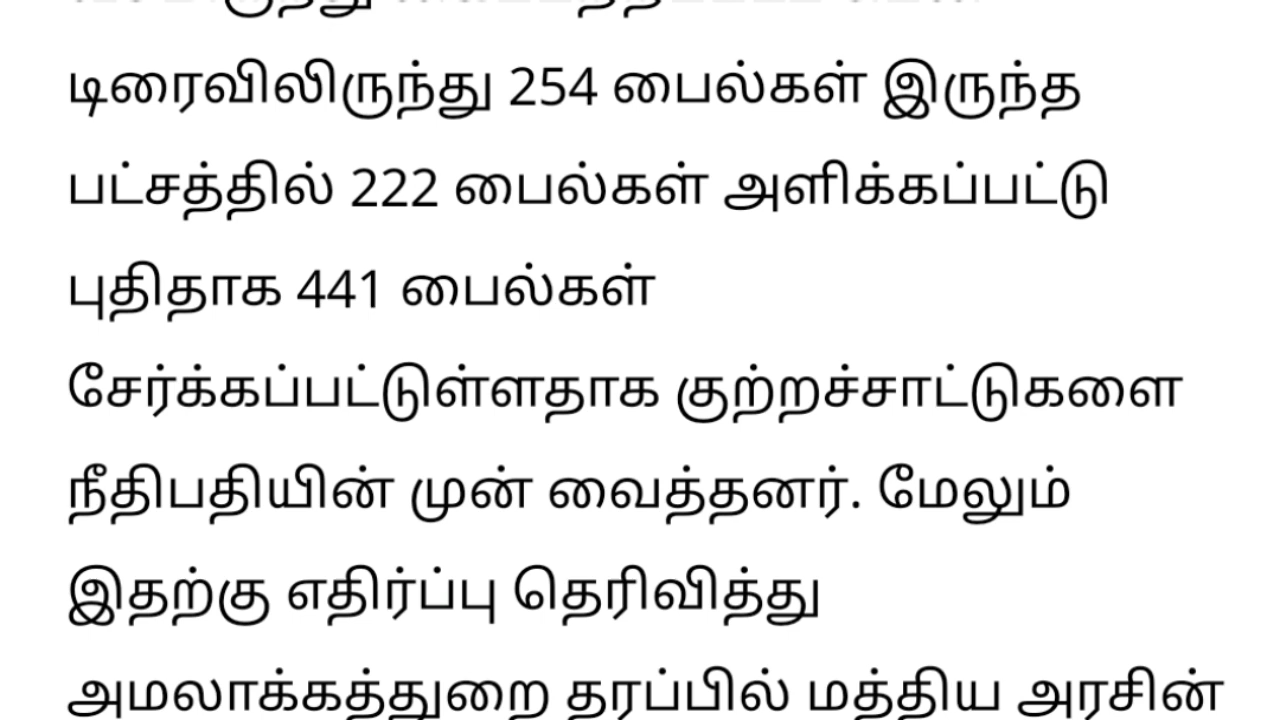 டிரைவிலிருந்து 254 பைல்கள் இருந்த
பட்சத்தில் 222 பைல்கள் அளிக்கப்பட்டு
புதிதாக 441 பைல்கள்
சேர்க்கப்பட்டுள்ளதாக குற்றச்சாட்டுகளை
நீதிபதியின் முன் வைத்தனர். மேலும்
இதற்கு எதிர்ப்பு தெரிவித்து
அமலாக்கத்துறை தரப்பில் மத்திய அரசின்